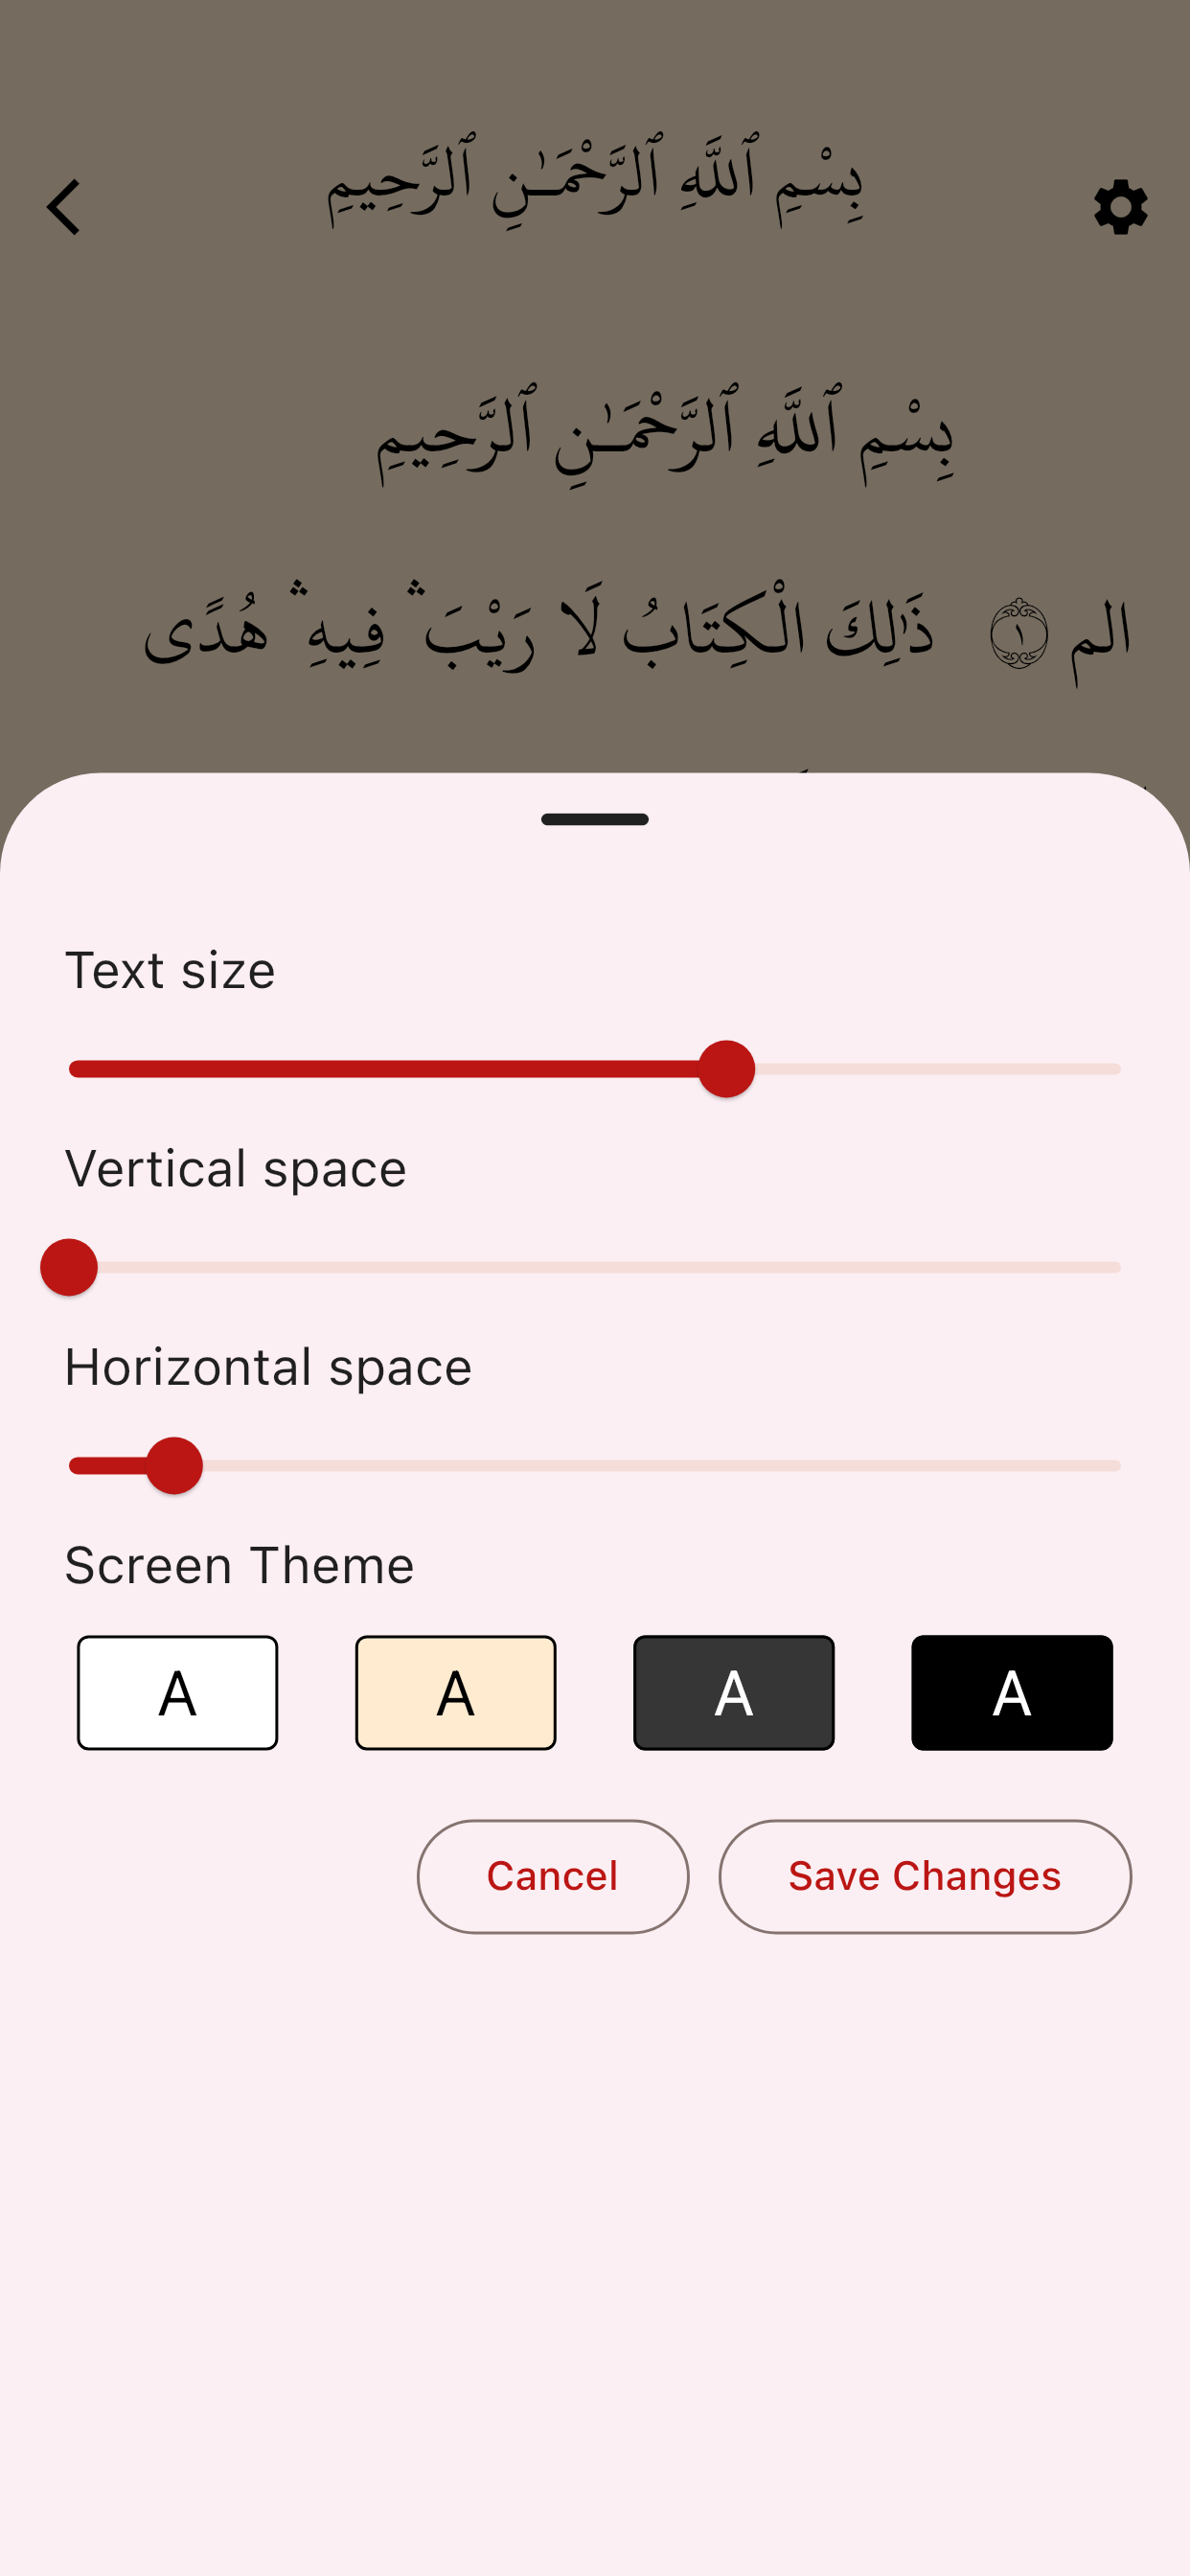 بِسْمِ ٱللَّهِ ٱلرَّحْمَـٰنِ ٱلرَّحِيمِ
بِسْمِ ٱللَّهِ ٱلرَّحْمَـٰنِ ٱلرَّحِيمِ
الم ١ ذَٰلِكَ الْكِتَابُ لَا رَيْبَ ۛ فِيهِ ۛ هُدًى
Text size
Vertical space
Horizontal space
Screen Theme
A A A A
Cancel Save Changes